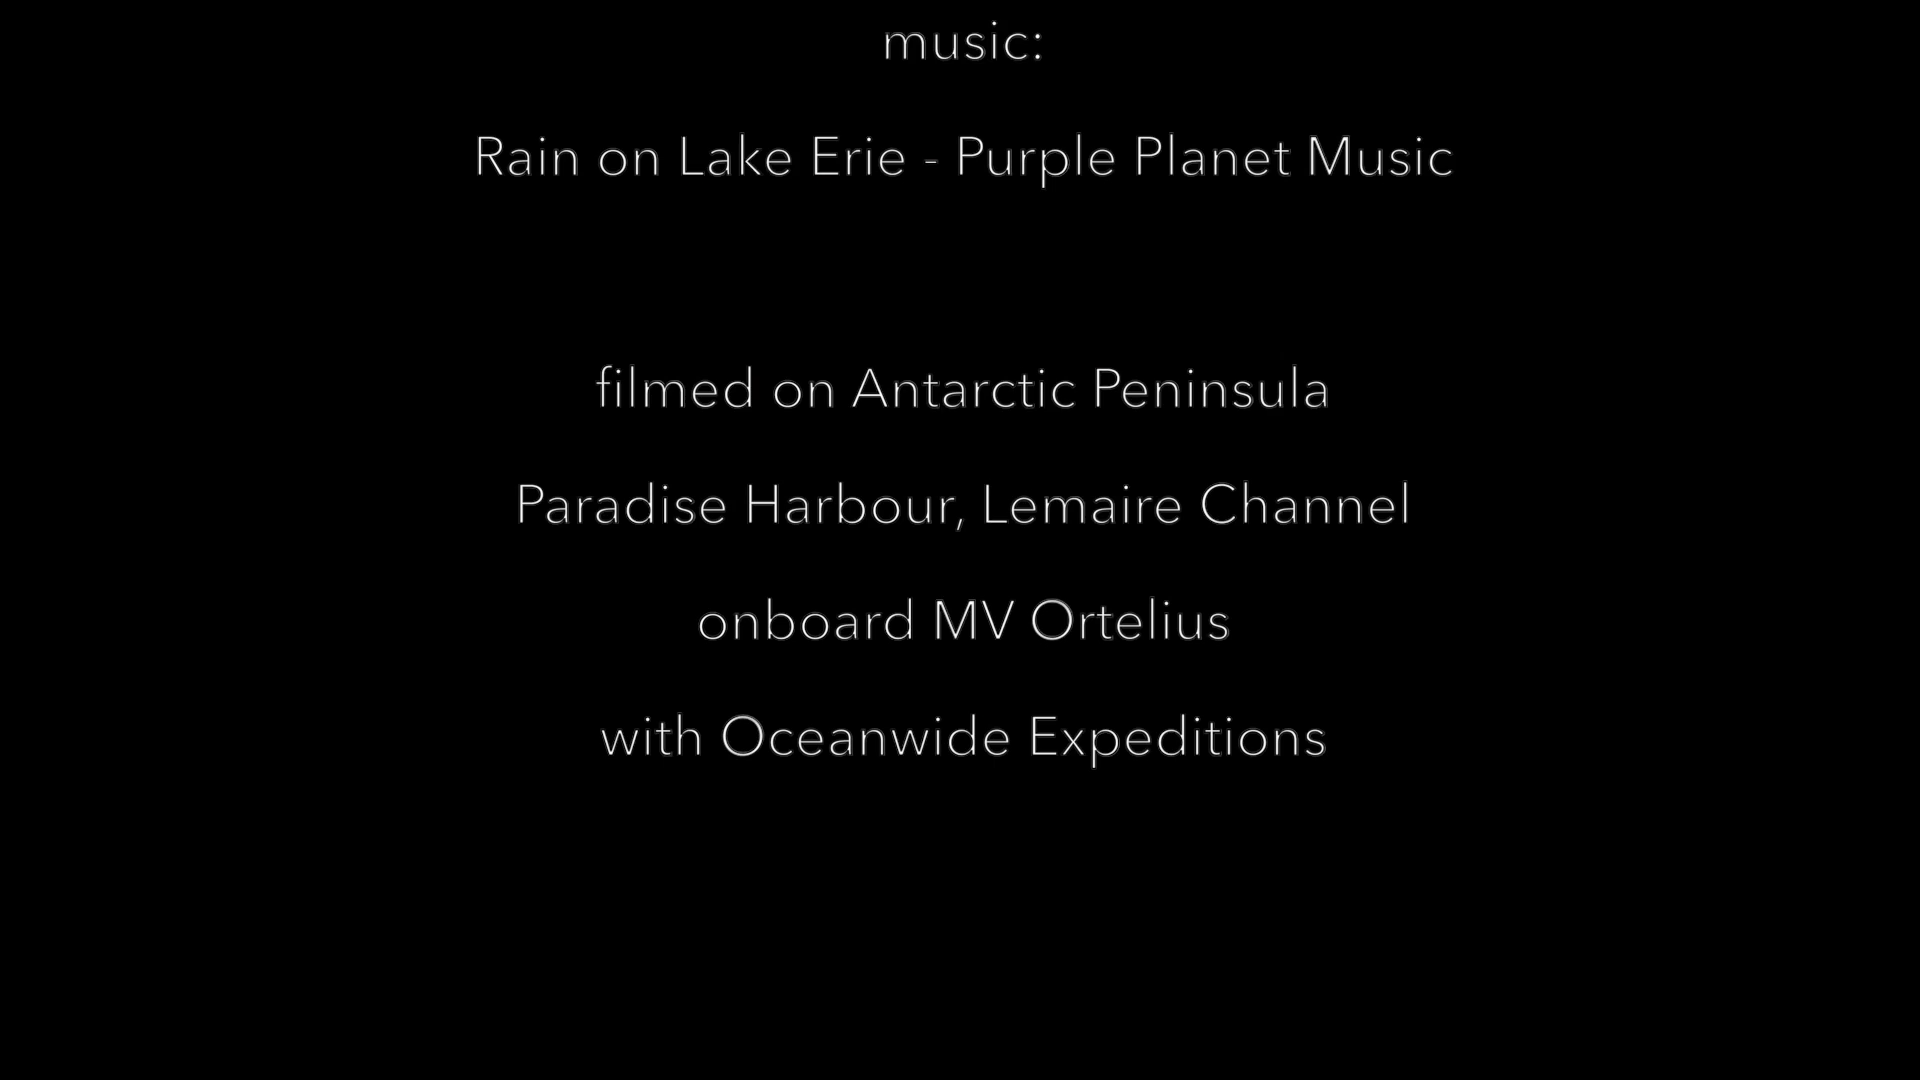 music:
Rain on Lake Erie - Purple Planet Music
filmed on Antarctic Peninsula
Paradise Harbour, Lemaire Channel
onboard MV Ortelius
with Oceanwide Expeditions